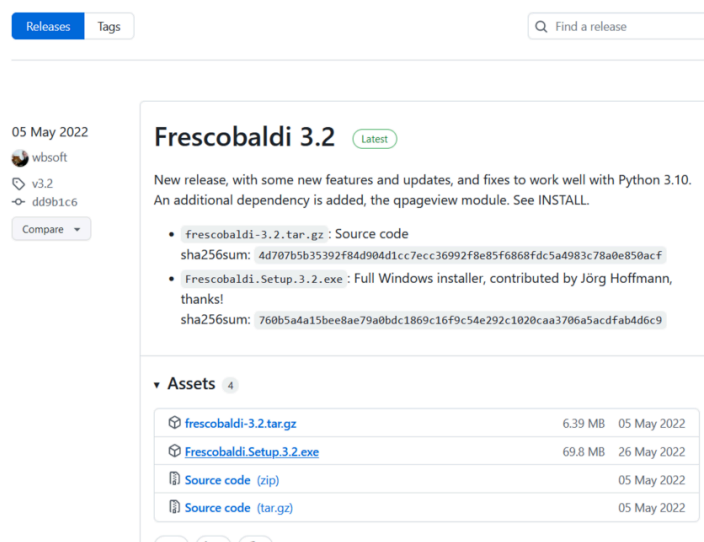 Releases
Tags
Find a release
05 May 2022
wbsoft
v3.2
dd9b1c6
Compare
Frescobaldi 3.2 Latest
New release, with some new features and updates, and fixes to work well with Python 3.10.
An additional dependency is added, the qpageview module. See INSTALL.
• frescobaldi-3.2.tar.gz : Source code
sha256sum: 4d707b5b35392f84d904d1cc7ecc36992f8e85f6868fdc5a4983c78a0e850acf
• Frescobaldi.Setup.3.2.exe : Full Windows installer, contributed by Jörg Hoffmann,
thanks!
sha256sum: 760b5a4a15bee8ae79a0bdc1869c16f9c54e292c1020caa3706a5acdfab4d6c9
Assets 4
frescobaldi-3.2.tar.gz 6.39 MB 05 May 2022
Frescobaldi.Setup.3.2.exe 69.8 MB 26 May 2022
Source code (zip) 05 May 2022
Source code (tar.gz) 05 May 2022